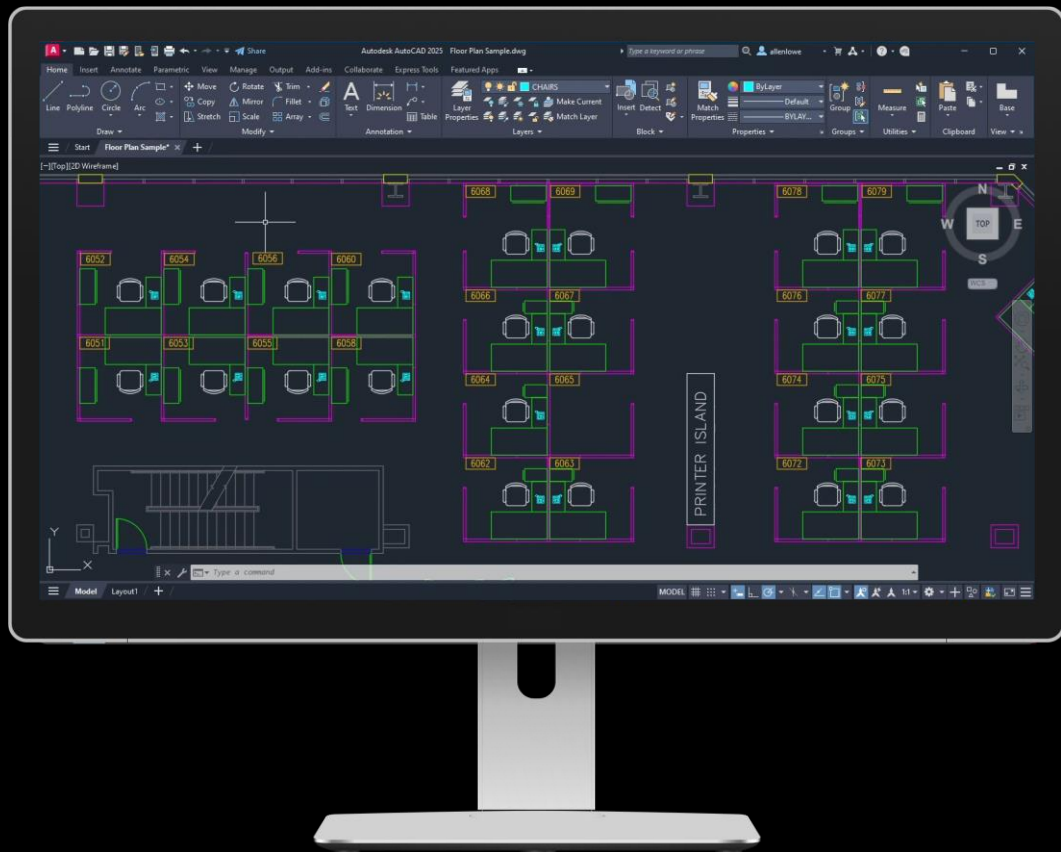 A Share Autodesk AutoCAD 2025 Floor Plan Sample.dwg Type a keyword or phrase allenlowe
Home Insert Annotate Parametric View Manage Output Add-ins Collaborate Express Tools Featured Apps
Line Polyline Circle Arc Move Rotate Trim Text Dimension Layer Properties CHAIRS Insert Detect Match Properties ByLayer Group Measure Paste Base
Copy Mirror Fillet Make Current Default
Stretch Scale Array Table Match Layer BYLAY...
Draw Modify Annotation Layers Block Properties Groups Utilities Clipboard View
Start Floor Plan Sample*
[-][Top][2D Wireframe]
6068 6069 6078 6079
N
W TOP E
S
WCS
6052 6054 6056 6060
6066 6067 6076 6077
6051 6053 6055 6058
6064 6065 6074 6075
PRINTER ISLAND
6062 6063 6072 6073
Y
X
Type a command
Model Layout1 MODEL 1:1